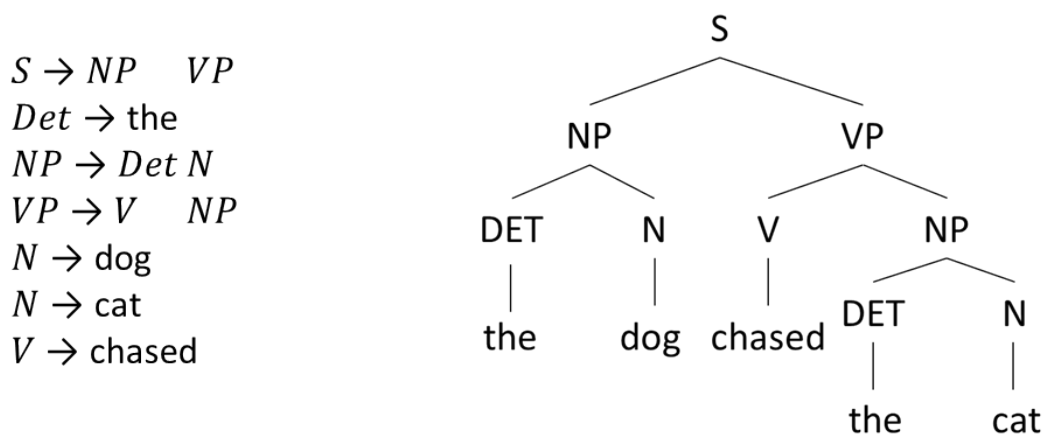 S → NP VP
Det → the
NP → Det N
VP → V NP
N → dog
N → cat
V → chased
S
NP VP
DET N V NP
the dog chased DET N
the cat